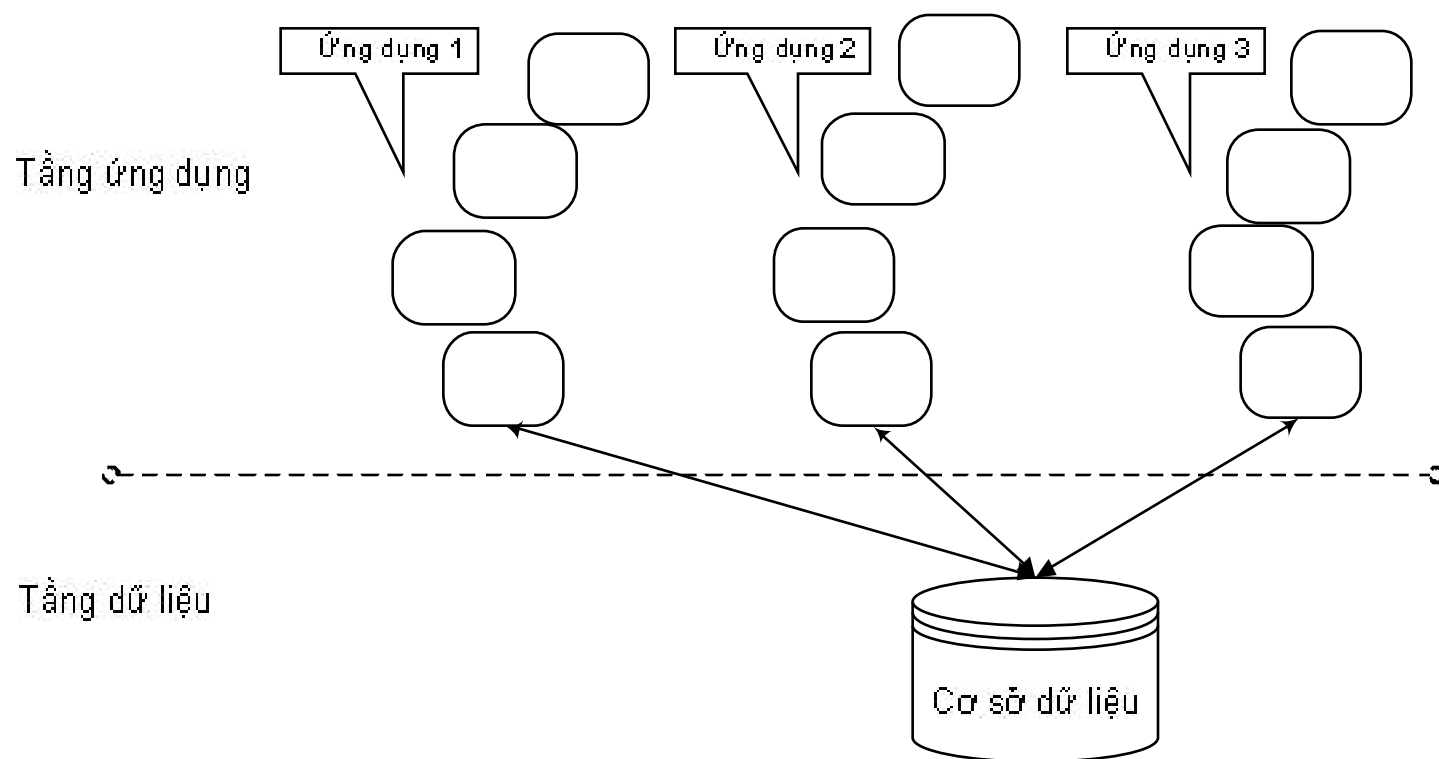 Ứng dụng 1
Ứng dụng 2
Ứng dụng 3
Tầng ứng dụng
Tầng dữ liệu
Cơ sở dữ liệu